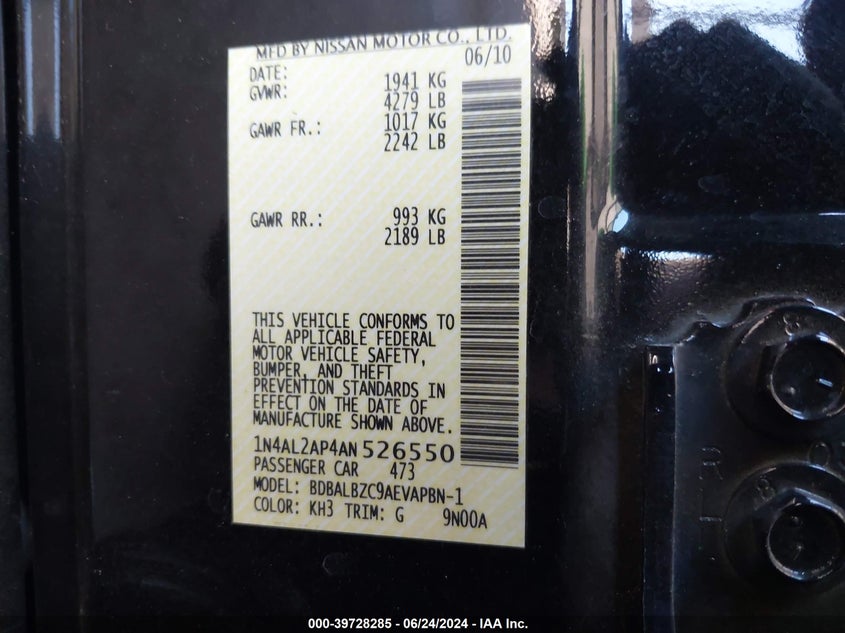 MFD BY NISSAN MOTOR CO., LTD.
DATE: 06/10
GVWR: 1941 KG
4279 LB
GAWR FR.: 1017 KG
2242 LB
GAWR RR.: 993 KG
2189 LB
THIS VEHICLE CONFORMS TO
ALL APPLICABLE FEDERAL
MOTOR VEHICLE SAFETY,
BUMPER, AND THEFT
PREVENTION STANDARDS IN
EFFECT ON THE DATE OF
MANUFACTURE SHOWN ABOVE.
1N4AL2AP4AN526550
PASSENGER CAR 473
MODEL: BDBALBZC9AEVAPBN-1
COLOR: KH3 TRIM: G 9N00A
8
8
R
L
000-39728285 - 06/24/2024 - IAA Inc.